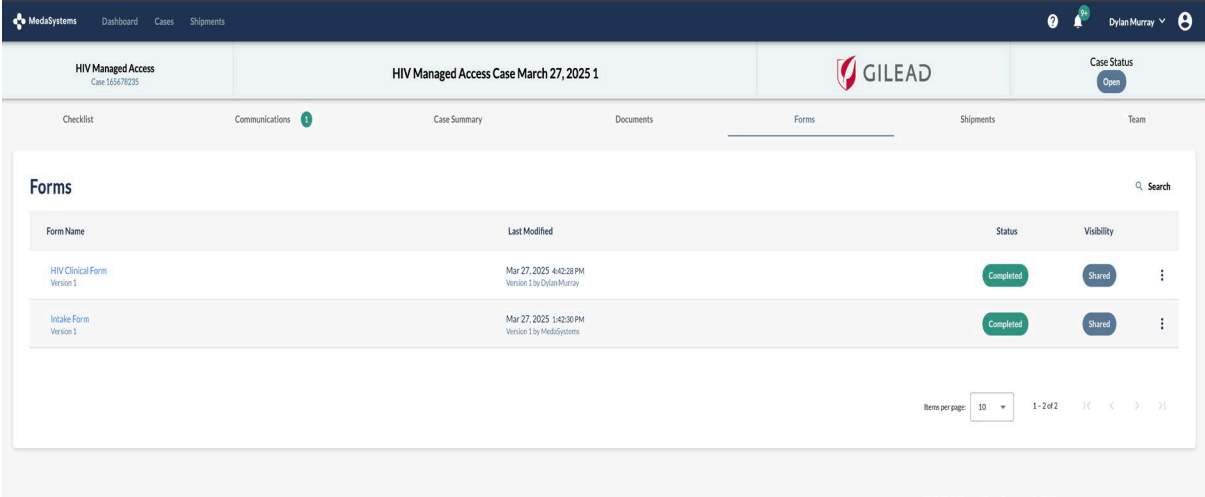 MedaSystems Dashboard Cases Shipments 9+ Dylan Murray
HIV Managed Access
Case 165678235
HIV Managed Access Case March 27, 2025 1
GILEAD
Case Status
Open
Checklist Communications 1 Case Summary Documents Forms Shipments Team
Forms
Search
Form Name Last Modified Status Visibility
HIV Clinical Form Mar 27, 2025 4:42:28 PM Completed Shared
Version 1 Version 1 by Dylan Murray
Intake Form Mar 27, 2025 1:42:30 PM Completed Shared
Version 1 Version 1 by MedaSystems
Items per page: 10 1 - 2 of 2